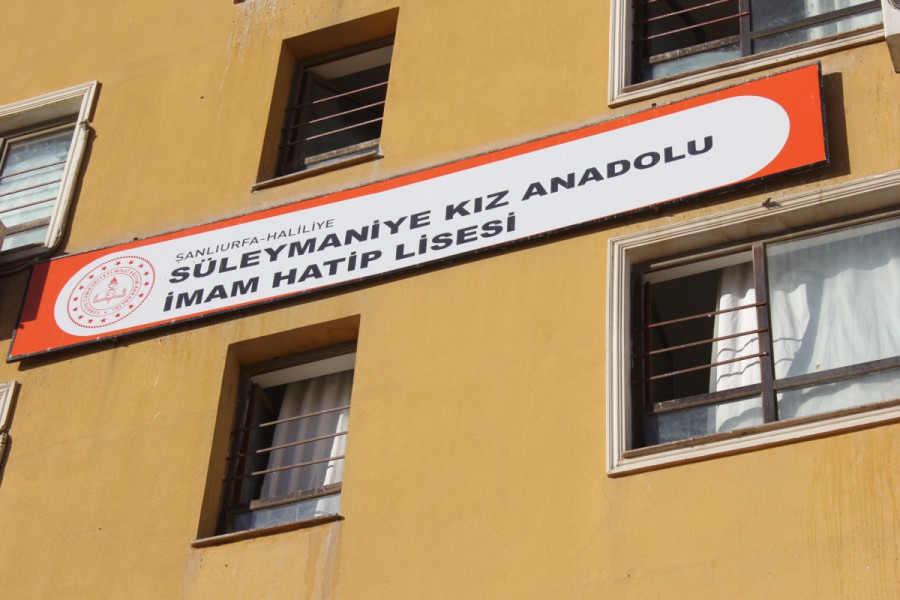 ŞANLIURFA-HALİLİYE
SÜLEYMANİYE KIZ ANADOLU
İMAM HATİP LİSESİ